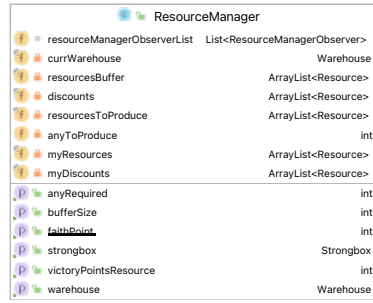 ResourceManager
resourceManagerObserverList List<ResourceManagerObserver>
currWarehouse Warehouse
resourcesBuffer ArrayList<Resource>
discounts ArrayList<Resource>
resourcesToProduce ArrayList<Resource>
anyToProduce int
myResources ArrayList<Resource>
myDiscounts ArrayList<Resource>
anyRequired int
bufferSize int
faithPoint int
strongbox Strongbox
victoryPointsResource int
warehouse Warehouse